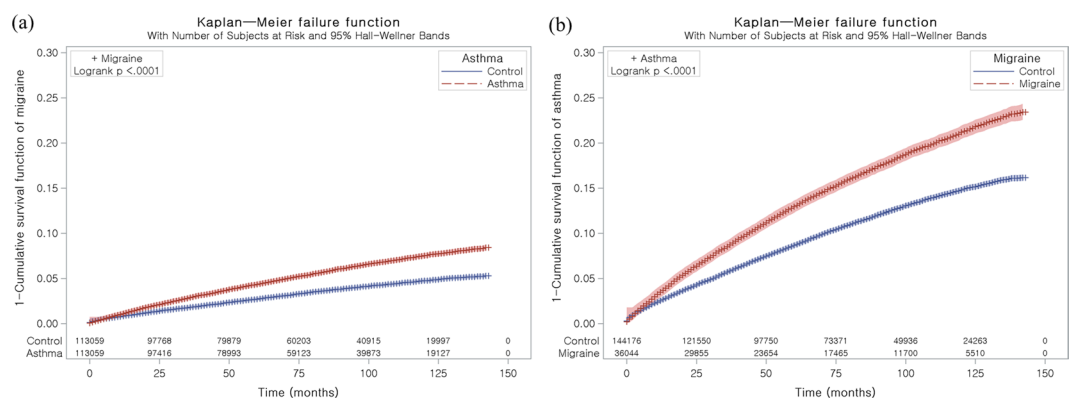 (a)
Kaplan—Meier failure function
With Number of Subjects at Risk and 95% Hall-Wellner Bands
+ Migraine
Logrank p <.0001
Asthma
Control
Asthma
1-Cumulative survival function of migraine
0.30
0.25
0.20
0.15
0.10
0.05
0.00
Control 113059 97768 79879 60203 40915 19997 0
Asthma 113059 97416 78993 59123 39873 19127 0
0 25 50 75 100 125 150
Time (months)
(b)
Kaplan—Meier failure function
With Number of Subjects at Risk and 95% Hall-Wellner Bands
+ Asthma
Logrank p <.0001
Migraine
Control
Migraine
1-Cumulative survival function of asthma
0.30
0.25
0.20
0.15
0.10
0.05
0.00
Control 144176 121550 97750 73371 49936 24263 0
Migraine 36044 29855 23654 17465 11700 5510 0
0 25 50 75 100 125 150
Time (months)